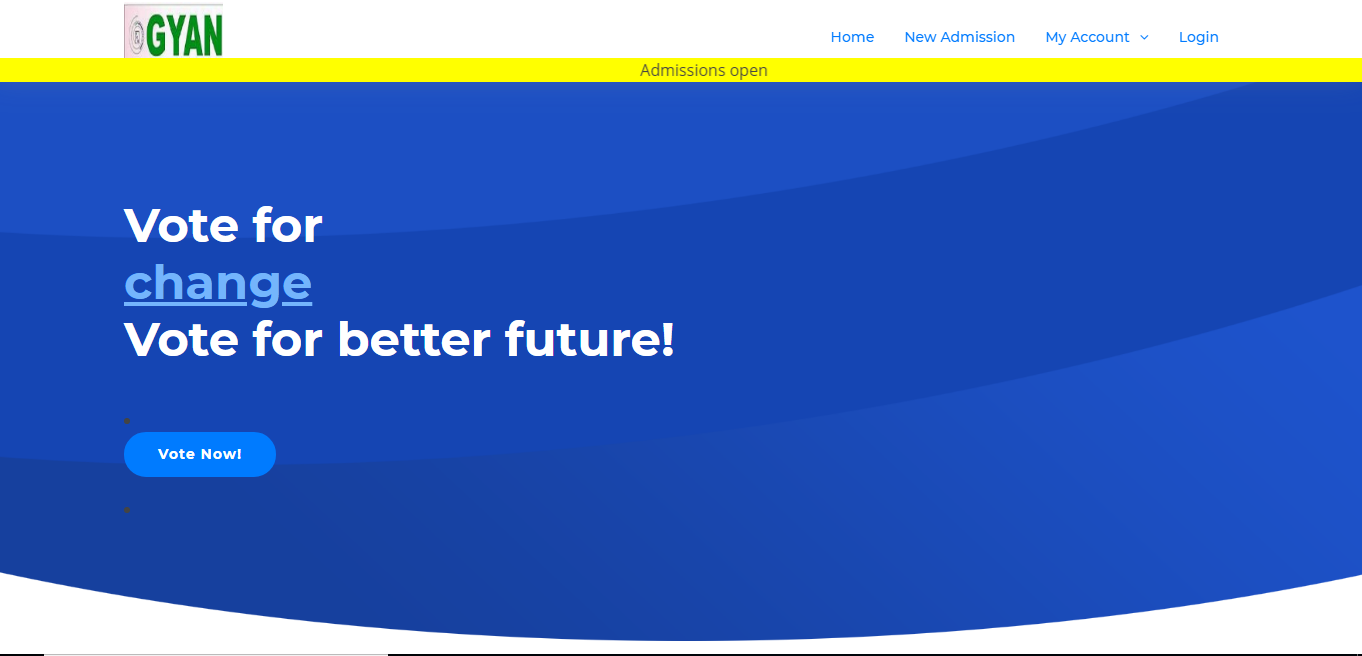 GYAN
Home New Admission My Account Login
Admissions open
Vote for
change
Vote for better future!
Vote Now!